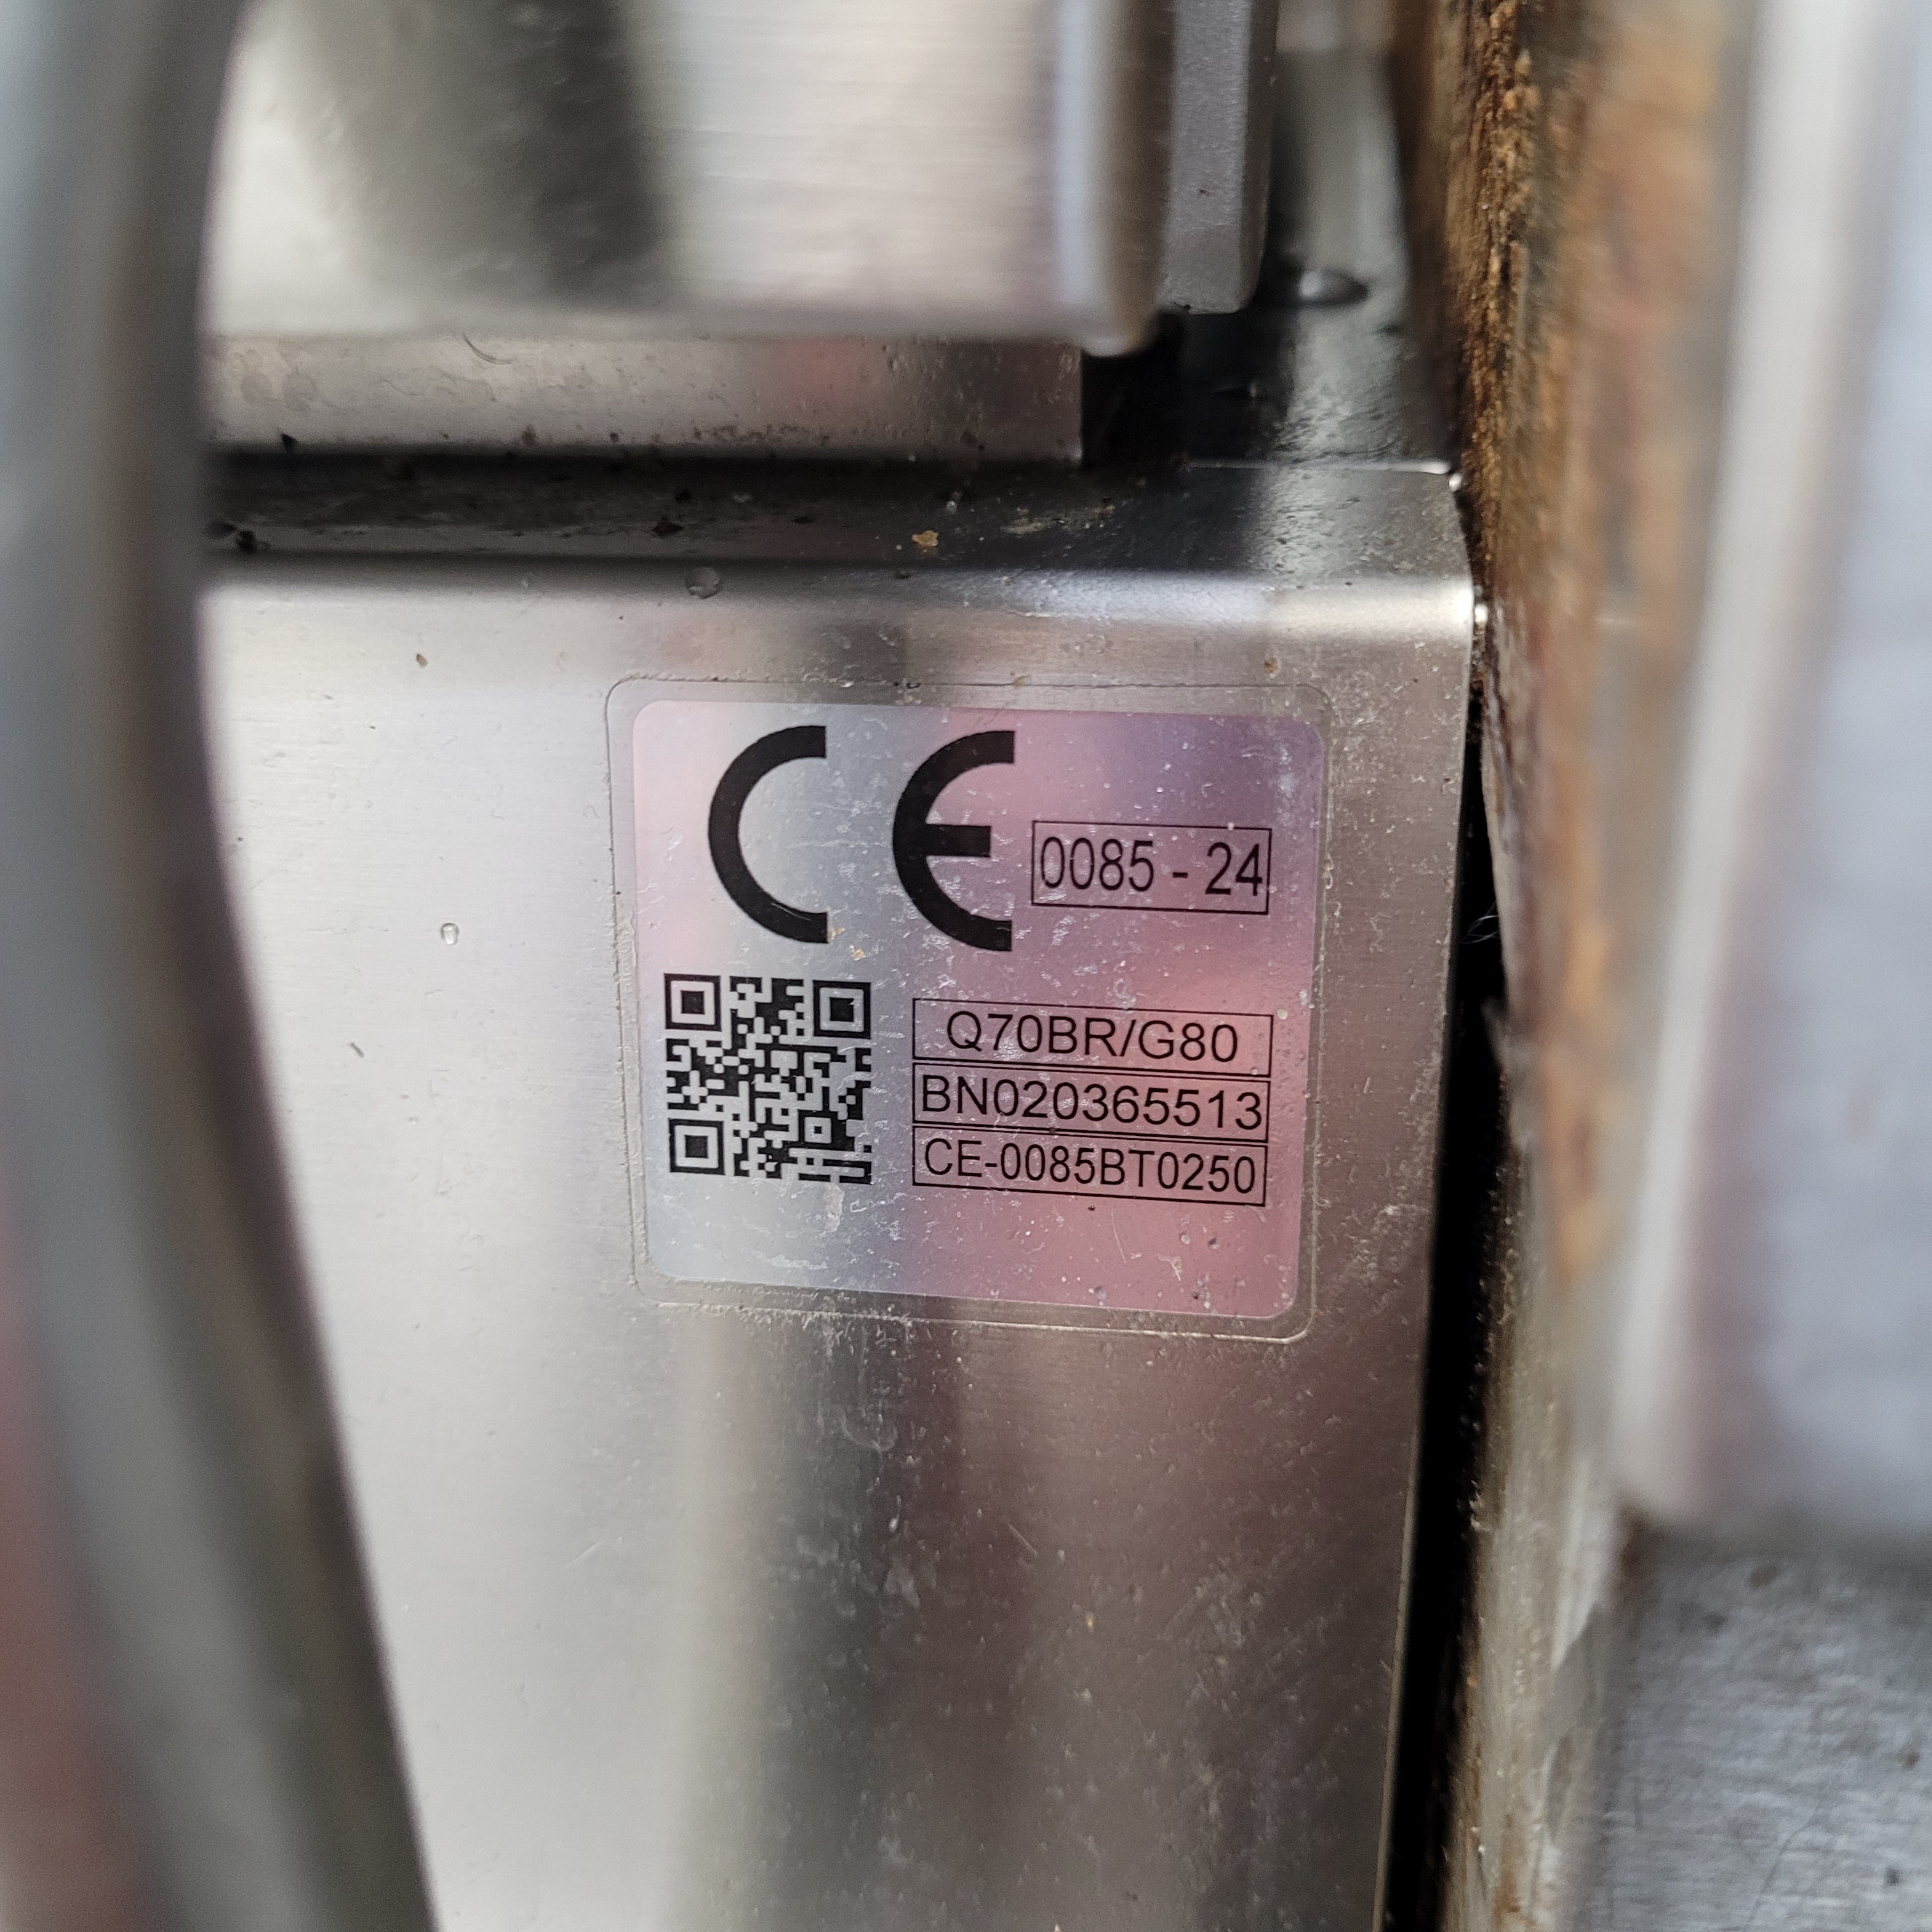 CE 0085 - 24
Q70BR/G80
BN020365513
CE-0085BT0250